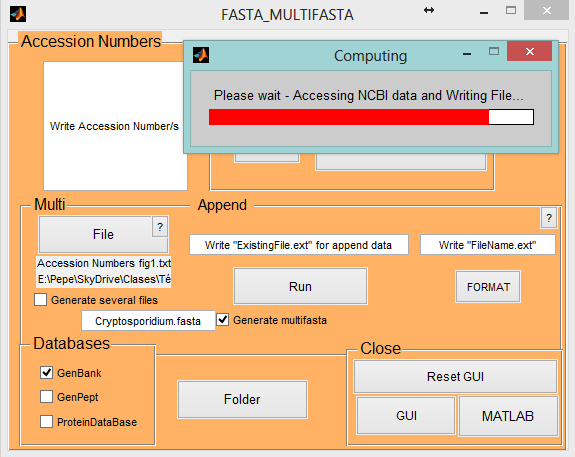 FASTA_MULTIFASTA
Accession Numbers
Computing
Please wait - Accessing NCBI data and Writing File...
Write Accession Number/s
Multi
Append
File
?
?
Write "ExistingFile.ext" for append data
Write "FileName.ext"
Accession Numbers fig1.txt
E:\Pepe\SkyDrive\Clases\Té
Run
FORMAT
Generate several files
Cryptosporidium.fasta
Generate multifasta
Databases
GenBank
GenPept
ProteinDataBase
Folder
Close
Reset GUI
GUI
MATLAB